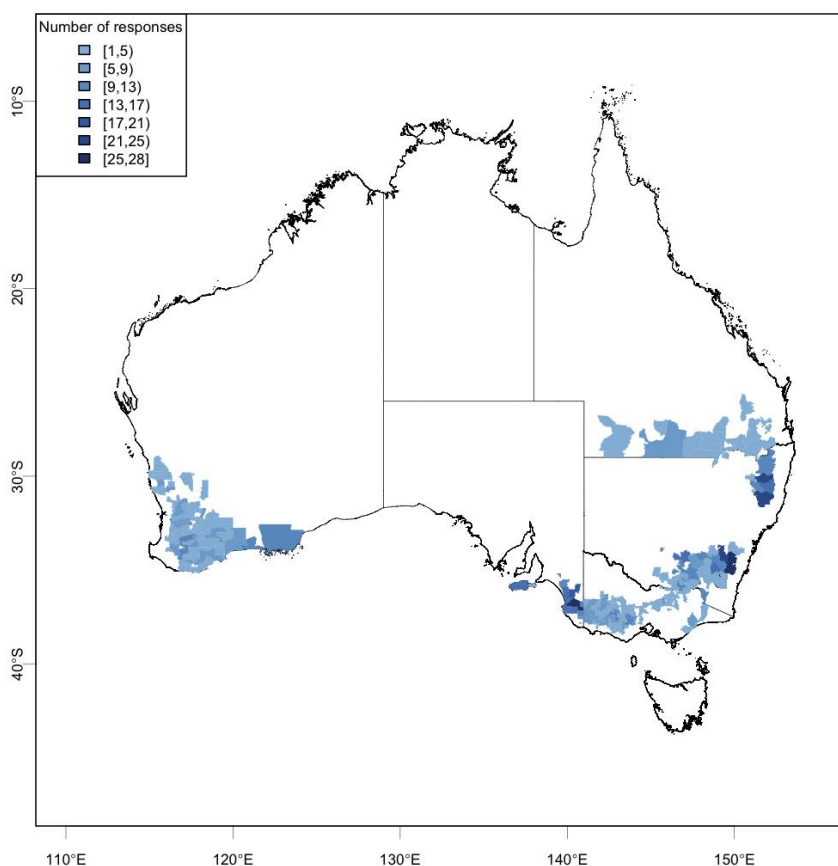 Number of responses
[1,5)
[5,9)
[9,13)
[13,17)
[17,21)
[21,25)
[25,28]
10°S
20°S
30°S
40°S
110°E 120°E 130°E 140°E 150°E